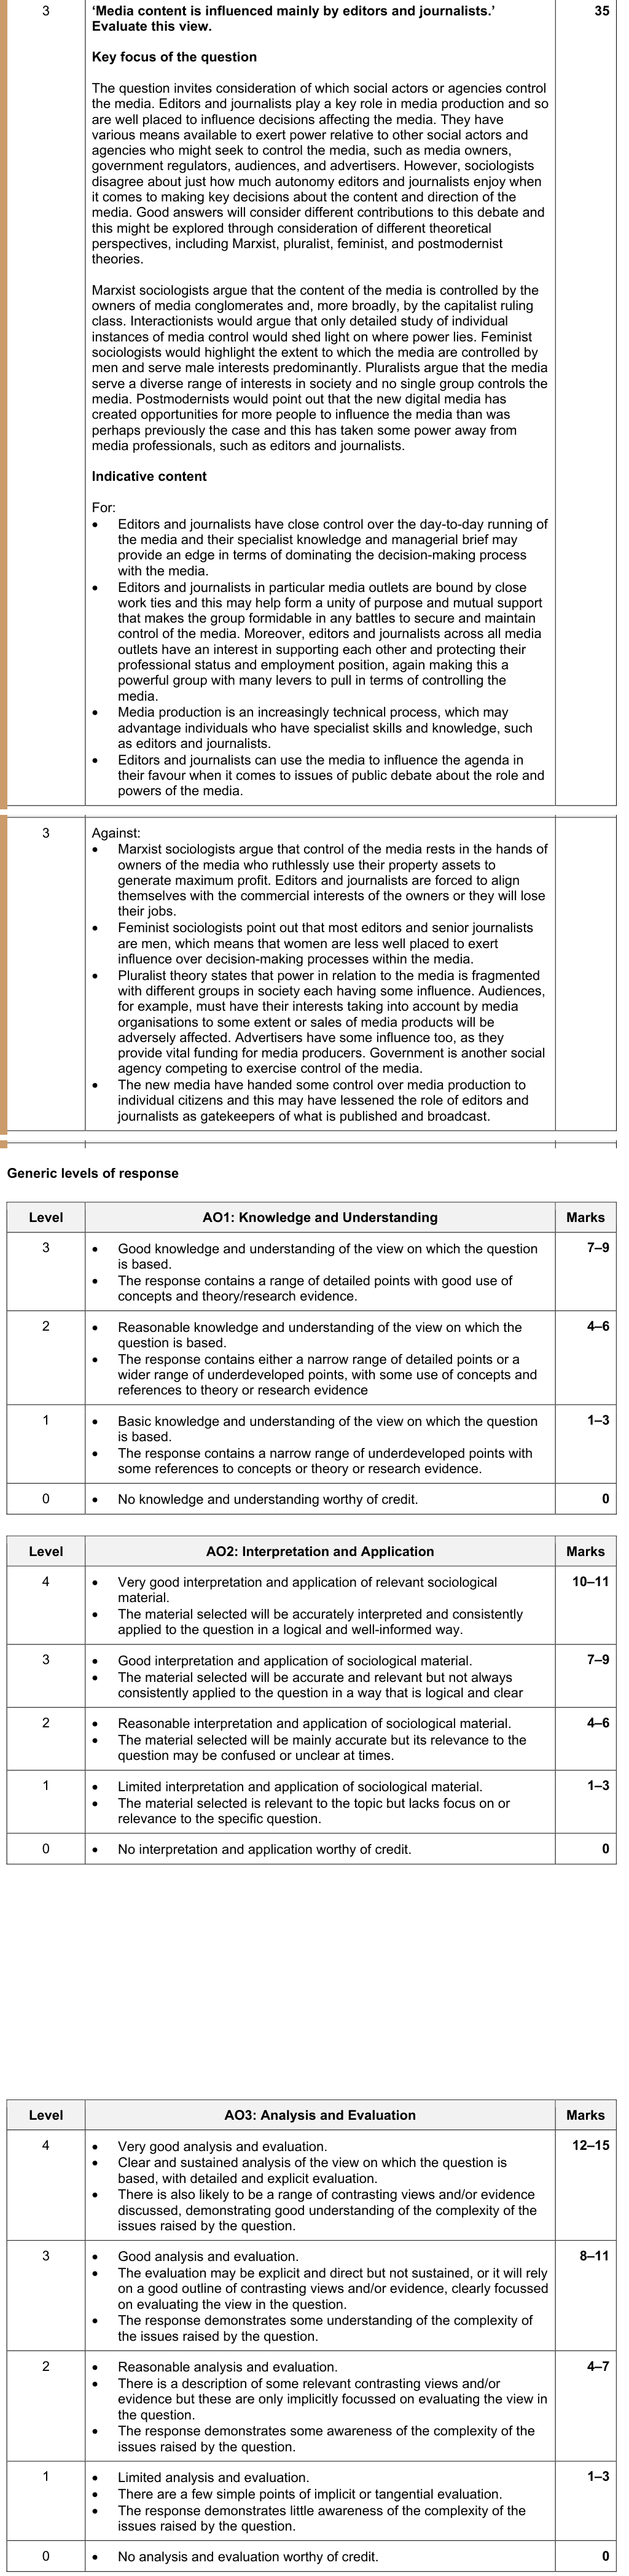 3 ‘Media content is influenced mainly by editors and journalists.’ 35
Evaluate this view.
Key focus of the question
The question invites consideration of which social actors or agencies control
the media. Editors and journalists play a key role in media production and so
are well placed to influence decisions affecting the media. They have
various means available to exert power relative to other social actors and
agencies who might seek to control the media, such as media owners,
government regulators, audiences, and advertisers. However, sociologists
disagree about just how much autonomy editors and journalists enjoy when
it comes to making key decisions about the content and direction of the
media. Good answers will consider different contributions to this debate and
this might be explored through consideration of different theoretical
perspectives, including Marxist, pluralist, feminist, and postmodernist
theories.
Marxist sociologists argue that the content of the media is controlled by the
owners of media conglomerates and, more broadly, by the capitalist ruling
class. Interactionists would argue that only detailed study of individual
instances of media control would shed light on where power lies. Feminist
sociologists would highlight the extent to which the media are controlled by
men and serve male interests predominantly. Pluralists argue that the media
serve a diverse range of interests in society and no single group controls the
media. Postmodernists would point out that the new digital media has
created opportunities for more people to influence the media than was
perhaps previously the case and this has taken some power away from
media professionals, such as editors and journalists.
Indicative content
For:
• Editors and journalists have close control over the day-to-day running of
the media and their specialist knowledge and managerial brief may
provide an edge in terms of dominating the decision-making process
with the media.
• Editors and journalists in particular media outlets are bound by close
work ties and this may help form a unity of purpose and mutual support
that makes the group formidable in any battles to secure and maintain
control of the media. Moreover, editors and journalists across all media
outlets have an interest in supporting each other and protecting their
professional status and employment position, again making this a
powerful group with many levers to pull in terms of controlling the
media.
• Media production is an increasingly technical process, which may
advantage individuals who have specialist skills and knowledge, such
as editors and journalists.
• Editors and journalists can use the media to influence the agenda in
their favour when it comes to issues of public debate about the role and
powers of the media.
3 Against:
• Marxist sociologists argue that control of the media rests in the hands of
owners of the media who ruthlessly use their property assets to
generate maximum profit. Editors and journalists are forced to align
themselves with the commercial interests of the owners or they will lose
their jobs.
• Feminist sociologists point out that most editors and senior journalists
are men, which means that women are less well placed to exert
influence over decision-making processes within the media.
• Pluralist theory states that power in relation to the media is fragmented
with different groups in society each having some influence. Audiences,
for example, must have their interests taking into account by media
organisations to some extent or sales of media products will be
adversely affected. Advertisers have some influence too, as they
provide vital funding for media producers. Government is another social
agency competing to exercise control of the media.
• The new media have handed some control over media production to
individual citizens and this may have lessened the role of editors and
journalists as gatekeepers of what is published and broadcast.
Generic levels of response
Level AO1: Knowledge and Understanding Marks
3 • Good knowledge and understanding of the view on which the question 7–9
is based.
• The response contains a range of detailed points with good use of
concepts and theory/research evidence.
2 • Reasonable knowledge and understanding of the view on which the 4–6
question is based.
• The response contains either a narrow range of detailed points or a
wider range of underdeveloped points, with some use of concepts and
references to theory or research evidence
1 • Basic knowledge and understanding of the view on which the question 1–3
is based.
• The response contains a narrow range of underdeveloped points with
some references to concepts or theory or research evidence.
0 • No knowledge and understanding worthy of credit. 0
Level AO2: Interpretation and Application Marks
4 • Very good interpretation and application of relevant sociological 10–11
material.
• The material selected will be accurately interpreted and consistently
applied to the question in a logical and well-informed way.
3 • Good interpretation and application of sociological material. 7–9
• The material selected will be accurate and relevant but not always
consistently applied to the question in a way that is logical and clear
2 • Reasonable interpretation and application of sociological material. 4–6
• The material selected will be mainly accurate but its relevance to the
question may be confused or unclear at times.
1 • Limited interpretation and application of sociological material. 1–3
• The material selected is relevant to the topic but lacks focus on or
relevance to the specific question.
0 • No interpretation and application worthy of credit. 0
Level AO3: Analysis and Evaluation Marks
4 • Very good analysis and evaluation. 12–15
• Clear and sustained analysis of the view on which the question is
based, with detailed and explicit evaluation.
• There is also likely to be a range of contrasting views and/or evidence
discussed, demonstrating good understanding of the complexity of the
issues raised by the question.
3 • Good analysis and evaluation. 8–11
• The evaluation may be explicit and direct but not sustained, or it will rely
on a good outline of contrasting views and/or evidence, clearly focussed
on evaluating the view in the question.
• The response demonstrates some understanding of the complexity of
the issues raised by the question.
2 • Reasonable analysis and evaluation. 4–7
• There is a description of some relevant contrasting views and/or
evidence but these are only implicitly focussed on evaluating the view in
the question.
• The response demonstrates some awareness of the complexity of the
issues raised by the question.
1 • Limited analysis and evaluation. 1–3
• There are a few simple points of implicit or tangential evaluation.
• The response demonstrates little awareness of the complexity of the
issues raised by the question.
0 • No analysis and evaluation worthy of credit. 0